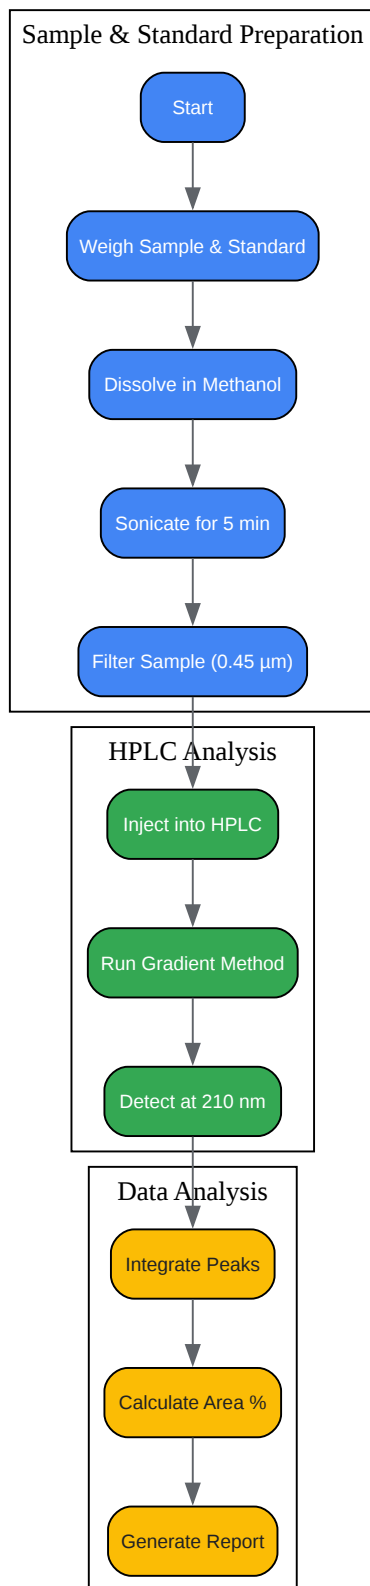 Sample & Standard Preparation
Start
Weigh Sample & Standard
Dissolve in Methanol
Sonicate for 5 min
Filter Sample (0.45 µm)
HPLC Analysis
Inject into HPLC
Run Gradient Method
Detect at 210 nm
Data Analysis
Integrate Peaks
Calculate Area %
Generate Report